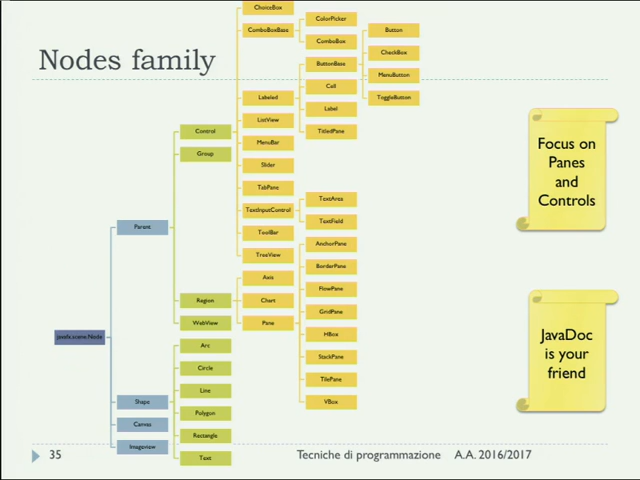 Nodes family
ChoiceBox
ComboBoxBase
ColorPicker
ComboBox
Button
CheckBox
MenuButton
ToggleButton
ButtonBase
Cell
Label
TitledPane
Labeled
ListView
MenuBar
Slider
TabPane
TextInputControl
TextArea
TextField
ToolBar
TreeView
Control
Group
Parent
Region
WebView
Axis
Chart
Pane
AnchorPane
BorderPane
FlowPane
GridPane
HBox
StackPane
TilePane
VBox
javafx.scene.Node
Shape
Canvas
Imageview
Arc
Circle
Line
Polygon
Rectangle
Text
Focus on
Panes
and
Controls
JavaDoc
is your
friend
35
Tecniche di programmazione A.A. 2016/2017